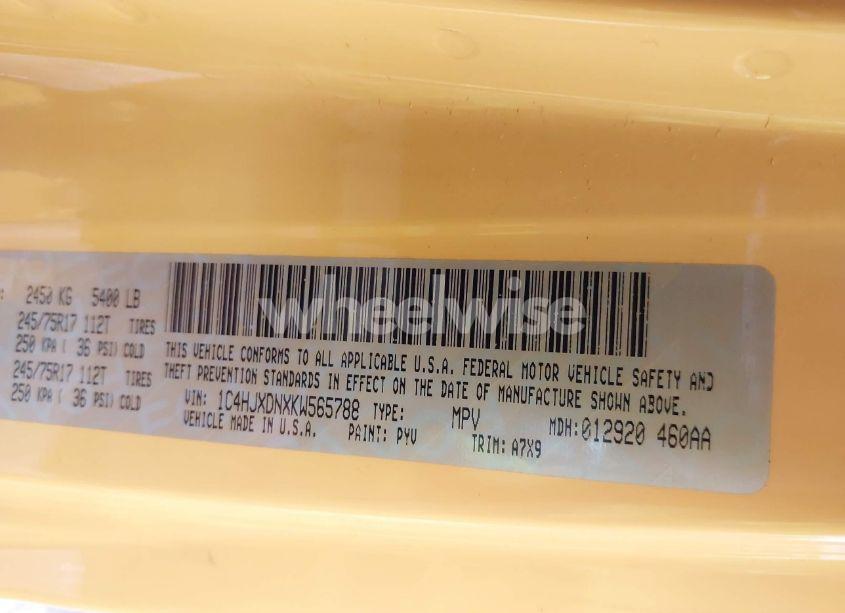 2450 KG 5400 LB
245/75R17 112T TIRES
250 KPA ( 36 PSI) COLD
245/75R17 112T TIRES
250 KPA ( 36 PSI) COLD
wheelwise
THIS VEHICLE CONFORMS TO ALL APPLICABLE U.S.A. FEDERAL MOTOR VEHICLE SAFETY AND
THEFT PREVENTION STANDARDS IN EFFECT ON THE DATE OF MANUFACTURE SHOWN ABOVE.
VIN: 1C4HJXDNXKW565788 TYPE: MPV MDH:012920 460AA
VEHICLE MADE IN U.S.A. PAINT: PYV TRIM: A7X9